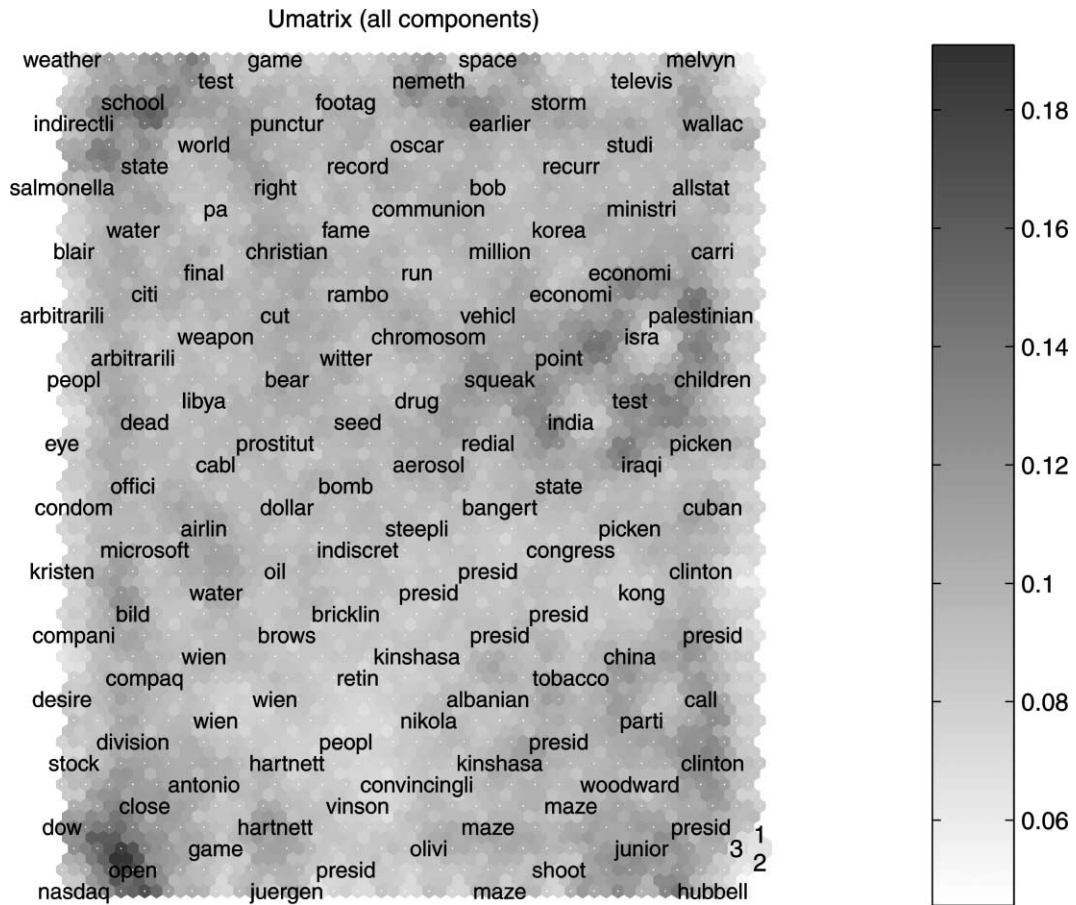 Umatrix (all components)
weather game space melvyn
test nemeth televis
school footag storm
indirectli punctur earlier wallac
world oscar studi
state record recurr
salmonella right bob allstat
pa communion ministri
water fame korea
blair christian million carri
final run economi
citi rambo economi
arbitrarili cut vehicl palestinian
weapon chromosom isra
arbitrarili witter point
peopl bear squeak children
libya drug test
dead seed india
eye prostitut redial picken
cabl aerosol iraqi
offici bomb state
condom dollar bangert cuban
airlin steepli picken
microsoft indiscret congress
kristen oil presid clinton
water presid kong
bild bricklin presid
compani brows presid presid
wien kinshasa china
compaq retin tobacco
desire wien albanian call
wien nikola parti
division peopl presid
stock hartnett kinshasa clinton
antonio convincingli woodward
close vinson maze
dow hartnett maze presid 1
game olivi junior 3
open presid shoot 2
nasdaq juergen maze hubbell
0.18
0.16
0.14
0.12
0.1
0.08
0.06